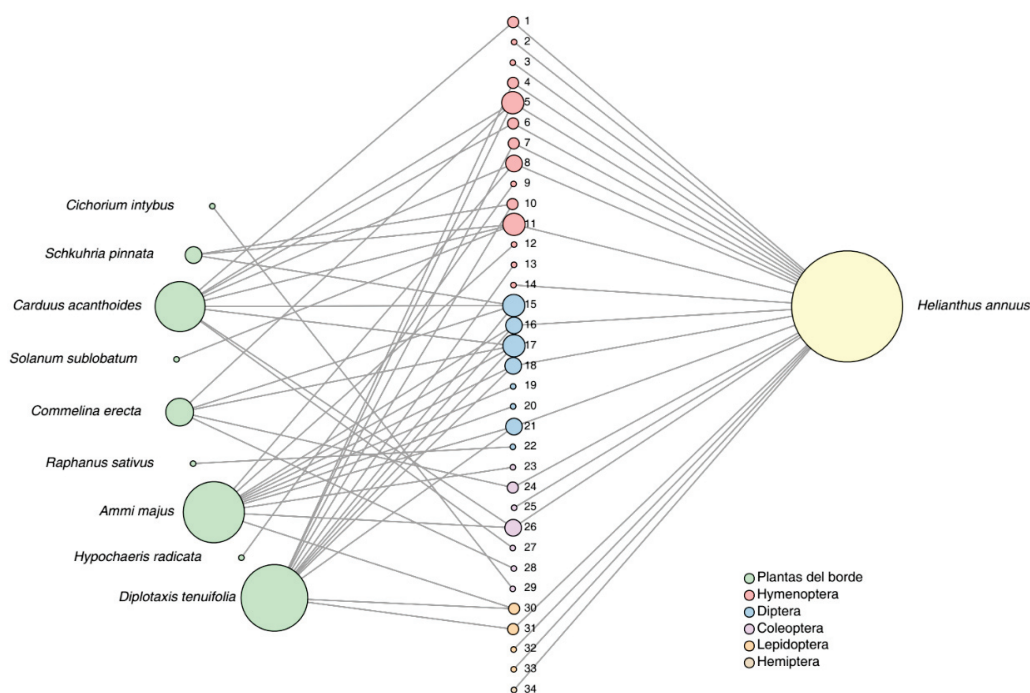 1
2
3
4
5
6
7
8
9
10
11
12
13
14
15
16
17
18
19
20
21
22
23
24
25
26
27
28
29
30
31
32
33
34
Cichorium intybus
Schkuhria pinnata
Carduus acanthoides
Solanum sublobatum
Commelina erecta
Raphanus sativus
Ammi majus
Hypochaeris radicata
Diplotaxis tenuifolia
Helianthus annuus
Plantas del borde
Hymenoptera
Diptera
Coleoptera
Lepidoptera
Hemiptera